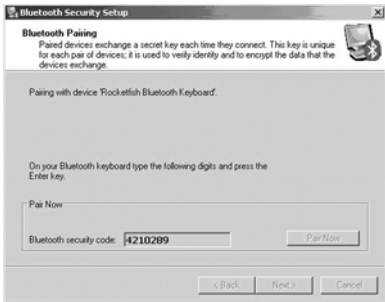 Bluetooth Security Setup
Bluetooth Pairing
Paired devices exchange a secret key each time they connect. This key is unique
for each pair of devices; it is used to verify identity and to encrypt the data that the
devices exchange.
Pairing with device 'Rocketfish Bluetooth Keyboard'.
On your Bluetooth keyboard type the following digits and press the
Enter key.
Pair Now
Bluetooth security code: 4210289
Pair Now
< Back Next > Cancel